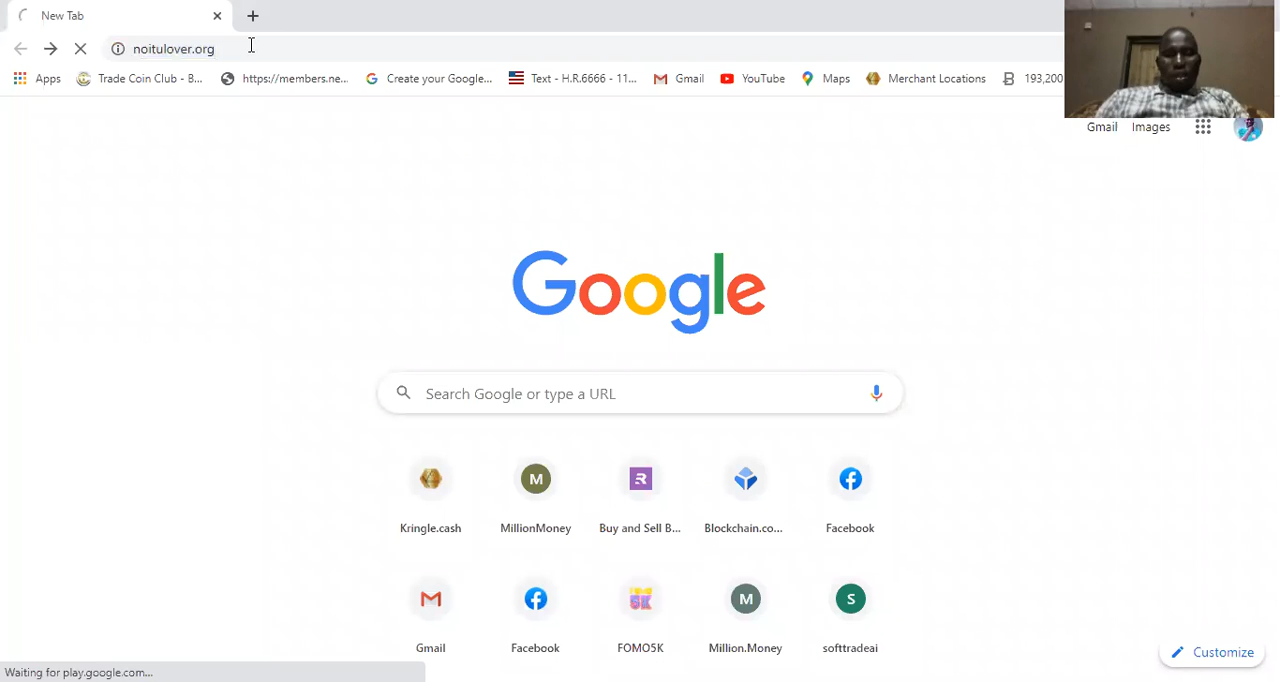 New Tab
noitulover.org
Apps Trade Coin Club - B... https://members.ne... Create your Google... Text - H.R.6666 - 11... Gmail YouTube Maps Merchant Locations 193,200
Gmail Images
Google
Search Google or type a URL
Kringle.cash MillionMoney Buy and Sell B... Blockchain.co... Facebook
Gmail Facebook FOMO5K Million.Money softtradeai
Customize
Waiting for play.google.com...